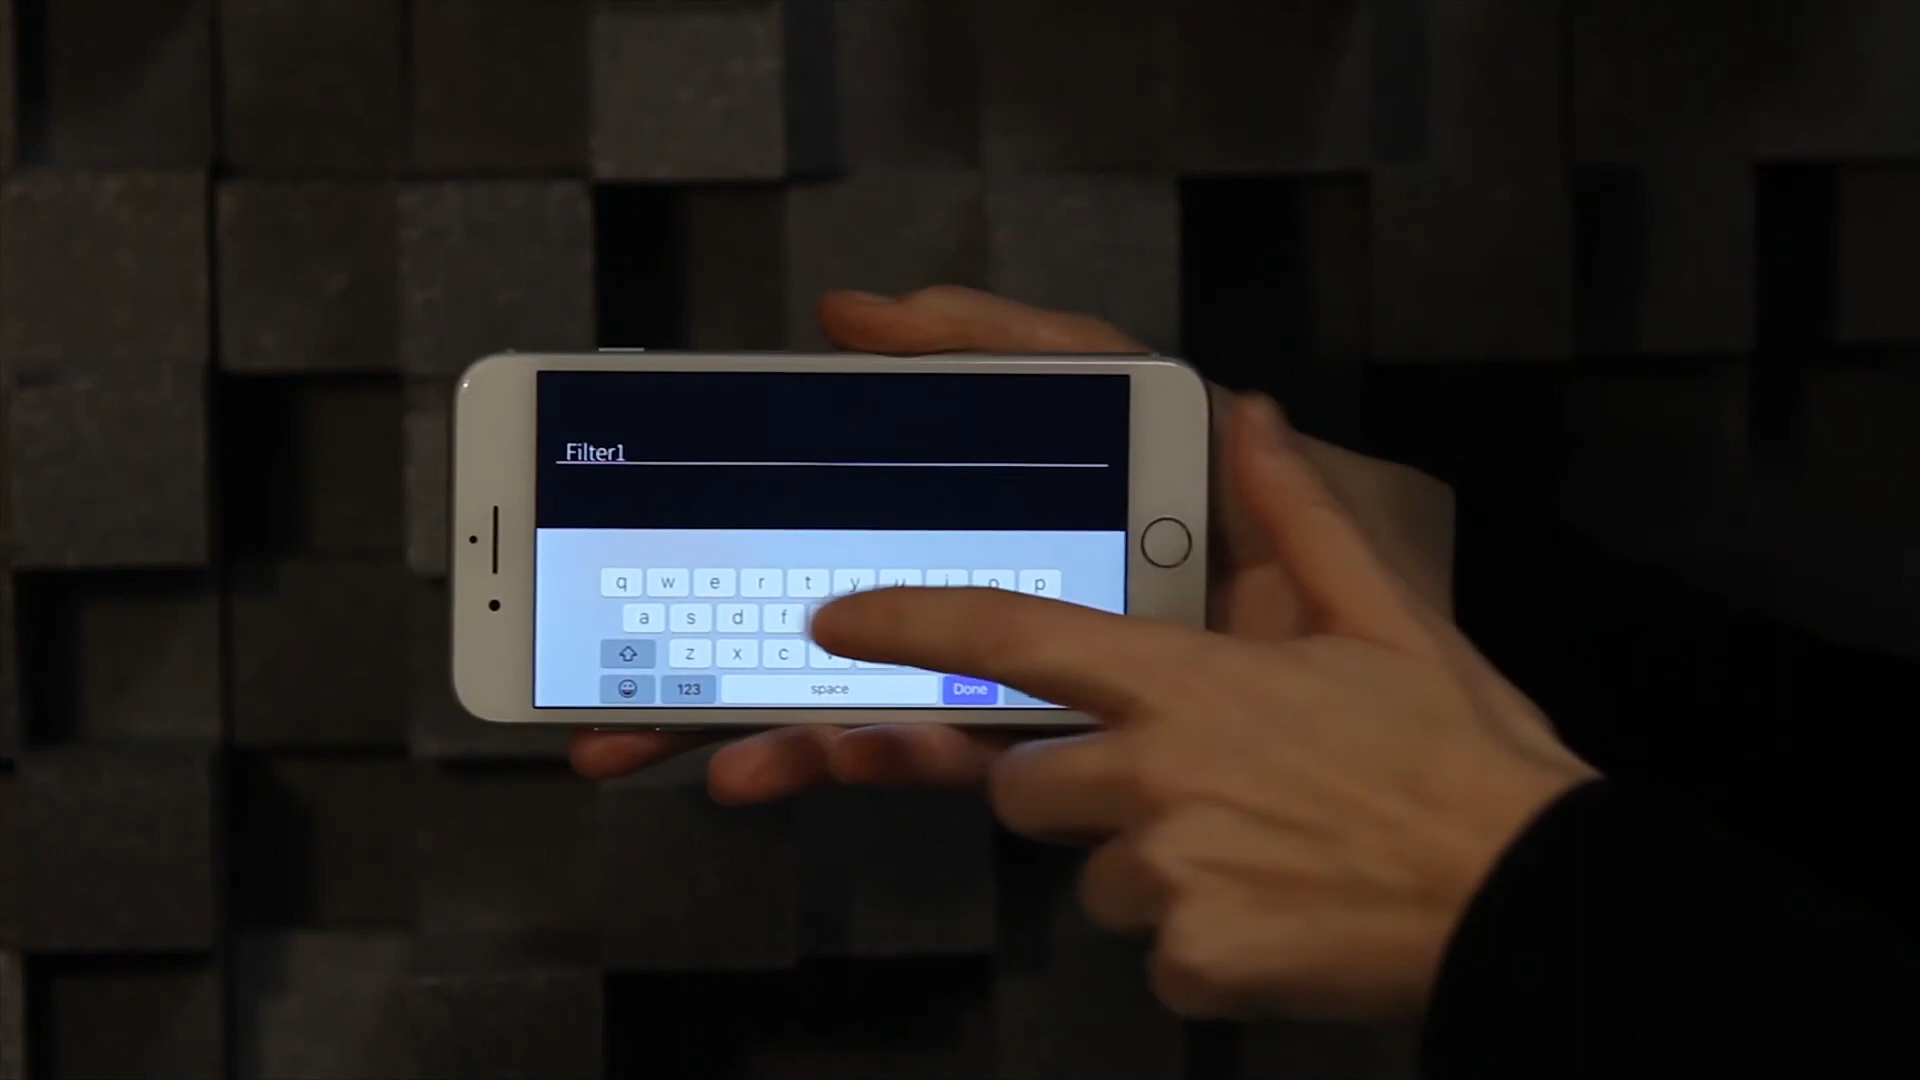 Filter1
q w e r t y u i o p
a s d f
z x c v
123 space Done